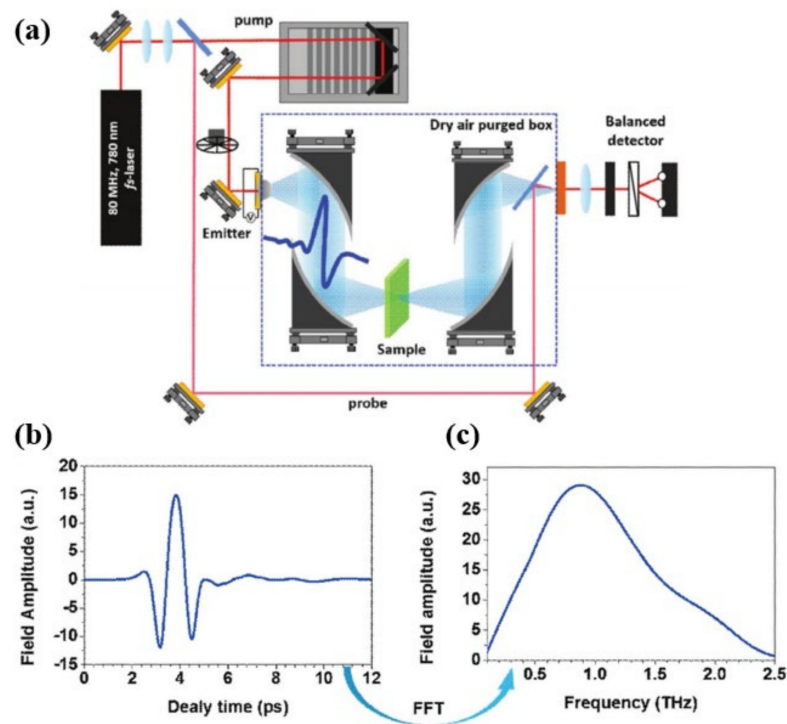 (a)
pump
80 MHz, 780 nm
fs-laser
Dry air purged box
Balanced
detector
Emitter
V
Sample
probe
(b)
(c)
Field Amplitude (a.u.)
20
15
10
5
0
-5
-10
-15
0 2 4 6 8 10 12
Dealy time (ps)
FFT
Field amplitude (a.u.)
30
25
20
15
10
5
0
0.5 1.0 1.5 2.0 2.5
Frequency (THz)